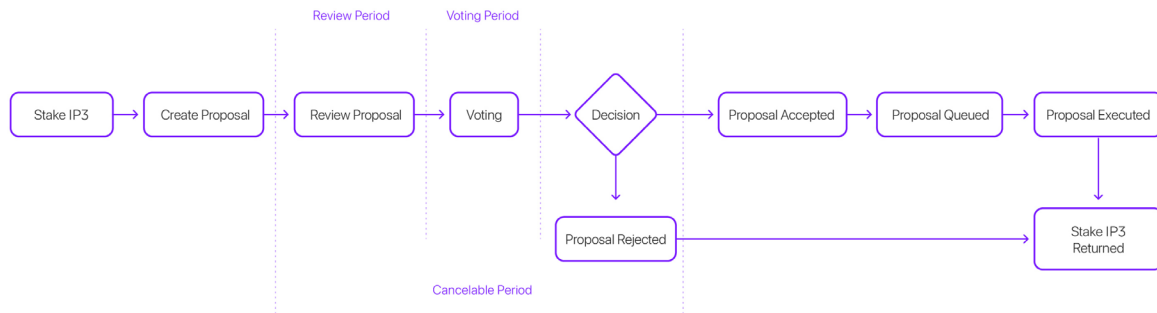 Review Period
Voting Period
Stake IP3
Create Proposal
Review Proposal
Voting
Decision
Proposal Accepted
Proposal Queued
Proposal Executed
Proposal Rejected
Stake IP3
Returned
Cancelable Period